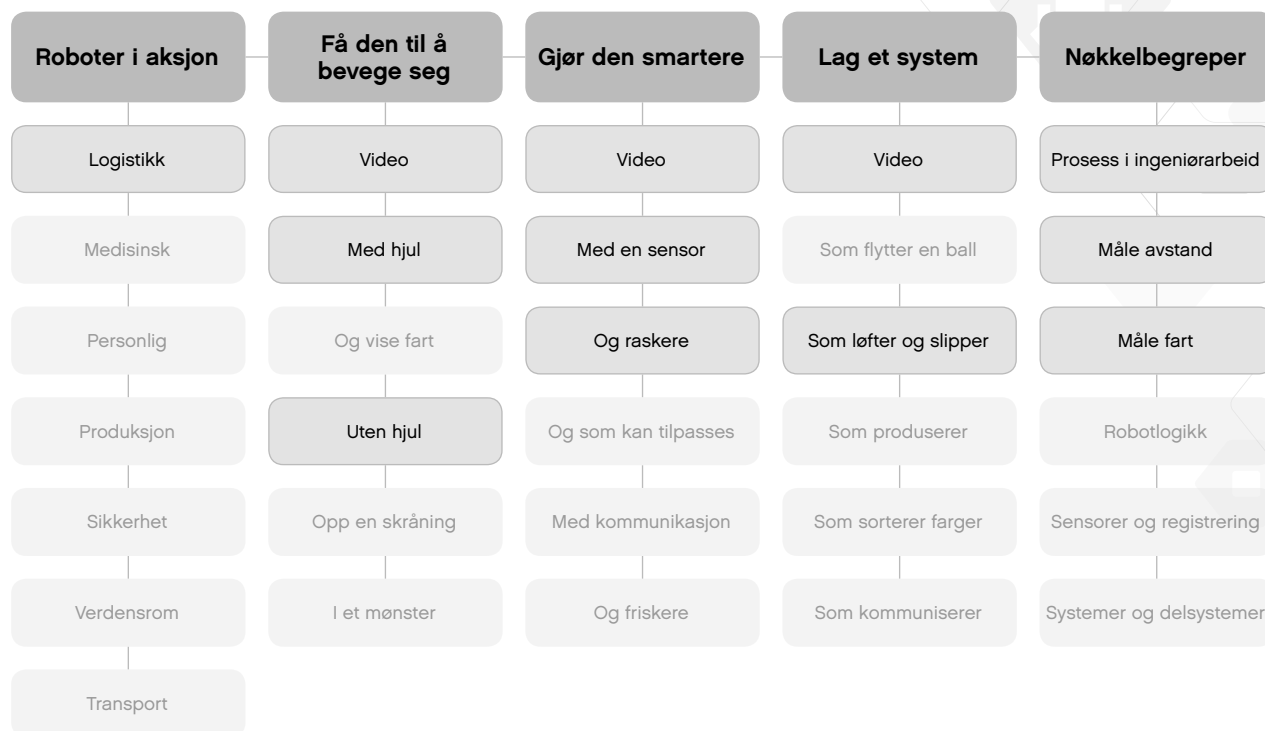 Roboter i aksjon
Få den til å
bevege seg
Gjør den smartere
Lag et system
Nøkkelbegreper
Logistikk
Video
Video
Video
Prosess i ingeniørarbeid
Medisinsk
Med hjul
Med en sensor
Som flytter en ball
Måle avstand
Personlig
Og vise fart
Og raskere
Som løfter og slipper
Måle fart
Produksjon
Uten hjul
Og som kan tilpasses
Som produserer
Robotlogikk
Sikkerhet
Opp en skråning
Med kommunikasjon
Som sorterer farger
Sensorer og registrering
Verdensrom
I et mønster
Og friskere
Som kommuniserer
Systemer og delsystemer
Transport